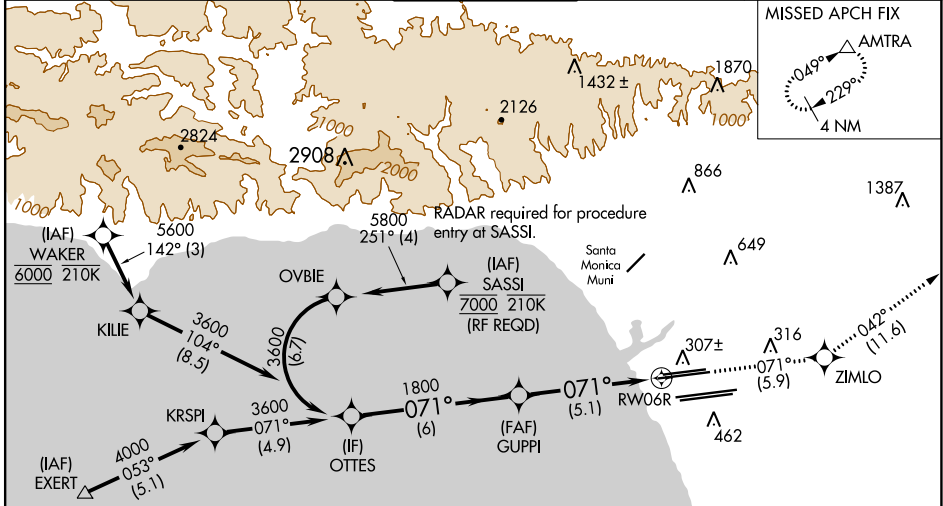 MISSED APCH FIX
AMTRA
049°
229°
4 NM
1432 ±
1870
1000
2126
1000
2824
2908
2000
1000
866
1387
649
(IAF)
WAKER
6000 210K
5600
142° (3)
KILIE
3600
104°
(8.5)
OVBIE
5800
251° (4)
RADAR required for procedure
entry at SASSI.
(IAF)
SASSI
7000 210K
(RF REQD)
Santa
Monica
Muni
3600
(6.7)
KRSPI
3600
071°
(4.9)
(IAF)
EXERT
4000
053°
(5.1)
(IF)
OTTES
1800
071°
(6)
(FAF)
GUPPI
071°
(5.1)
RW06R
307±
316
071°
(5.9)
462
ZIMLO
042°
(11.6)